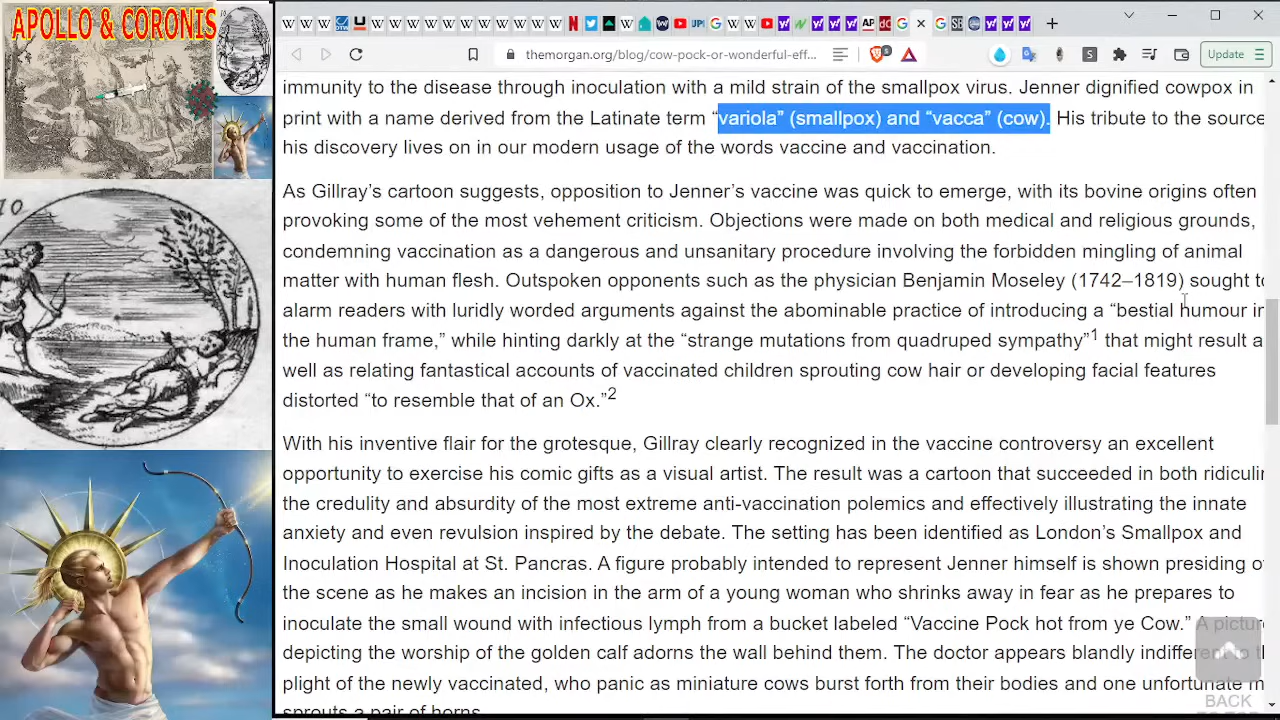 APOLLO & CORONIS
10
themorgan.org/blog/cow-pock-or-wonderful-eff...
Update
immunity to the disease through inoculation with a mild strain of the smallpox virus. Jenner dignified cowpox in
print with a name derived from the Latinate term “variola” (smallpox) and “vacca” (cow). His tribute to the source
his discovery lives on in our modern usage of the words vaccine and vaccination.
As Gillray’s cartoon suggests, opposition to Jenner’s vaccine was quick to emerge, with its bovine origins often
provoking some of the most vehement criticism. Objections were made on both medical and religious grounds,
condemning vaccination as a dangerous and unsanitary procedure involving the forbidden mingling of animal
matter with human flesh. Outspoken opponents such as the physician Benjamin Moseley (1742–1819) sought to
alarm readers with luridly worded arguments against the abominable practice of introducing a “bestial humour in
the human frame,” while hinting darkly at the “strange mutations from quadruped sympathy”1 that might result a
well as relating fantastical accounts of vaccinated children sprouting cow hair or developing facial features
distorted “to resemble that of an Ox.”2
With his inventive flair for the grotesque, Gillray clearly recognized in the vaccine controversy an excellent
opportunity to exercise his comic gifts as a visual artist. The result was a cartoon that succeeded in both ridiculin
the credulity and absurdity of the most extreme anti-vaccination polemics and effectively illustrating the innate
anxiety and even revulsion inspired by the debate. The setting has been identified as London’s Smallpox and
Inoculation Hospital at St. Pancras. A figure probably intended to represent Jenner himself is shown presiding o
the scene as he makes an incision in the arm of a young woman who shrinks away in fear as he prepares to
inoculate the small wound with infectious lymph from a bucket labeled “Vaccine Pock hot from ye Cow.” A pictur
depicting the worship of the golden calf adorns the wall behind them. The doctor appears blandly indifferent to t
plight of the newly vaccinated, who panic as miniature cows burst forth from their bodies and one unfortunate m
sprouts a pair of horns.
BACK